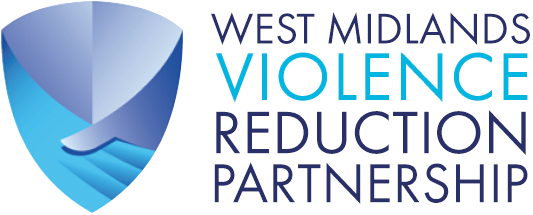 WEST MIDLANDS
VIOLENCE
REDUCTION
PARTNERSHIP